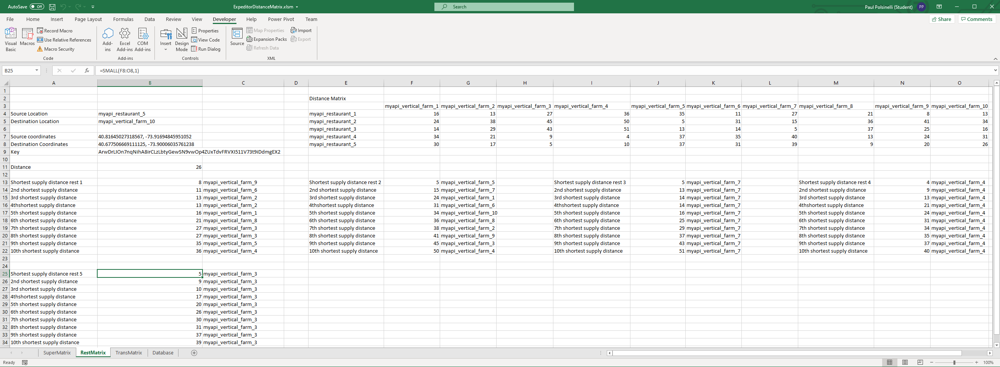 AutoSave Off ExpeditorDistanceMatrix.xlsm Search Paul Polsinelli (Student) PP
File Home Insert Page Layout Formulas Data Review View Developer Help Power Pivot Team Share Comments
Visual Basic Macros Record Macro Use Relative References Macro Security Add-ins Excel Add-ins COM Add-ins Insert Design Mode Properties View Code Run Dialog Source Map Properties Expansion Packs Refresh Data Import Export
Code Add-ins Controls XML
B25 fx =SMALL(F8:O8,1)
A B C D E F G H I J K L M N O
1
2 Distance Matrix
3 myapi_vertical_farm_1 myapi_vertical_farm_2 myapi_vertical_farm_3 myapi_vertical_farm_4 myapi_vertical_farm_5 myapi_vertical_farm_6 myapi_vertical_farm_7 myapi_vertical_farm_8 myapi_vertical_farm_9 myapi_vertical_farm_10
4 Source Location myapi_restaurant_5 myapi_restaurant_1 16 13 27 36 35 11 27 21 8 13
5 Destination Location myapi_vertical_farm_10 myapi_restaurant_2 24 38 45 50 5 31 15 36 41 34
6 myapi_restaurant_3 14 29 43 51 13 14 5 37 25 16
7 Source coordinates 40.81645027318567, -73.91694845951052 myapi_restaurant_4 34 21 9 4 37 35 40 13 24 31
8 Destination Coordinates 40.677506669111125, -73.90006035761238 myapi_restaurant_5 30 17 5 10 37 31 39 9 20 26
9 Key ArwDrLIOn7nqNihA8irCLzLbtyGewSN9vwOp4ZUxTdvFRVXI511V73t9iDdmgEX2
10
11 Distance 26
12
13 Shortest supply distance rest 1 8 myapi_vertical_farm_9 Shortest supply distance rest 2 5 myapi_vertical_farm_5 Shortest supply distance rest 3 5 myapi_vertical_farm_7 Shortest supply distance rest 4 4 myapi_vertical_farm_4
14 2nd shortest supply distance 11 myapi_vertical_farm_6 2nd shortest supply distance 15 myapi_vertical_farm_7 2nd shortest supply distance 13 myapi_vertical_farm_7 2nd shortest supply distance 9 myapi_vertical_farm_4
15 3rd shortest supply distance 13 myapi_vertical_farm_2 3rd shortest supply distance 24 myapi_vertical_farm_1 3rd shortest supply distance 14 myapi_vertical_farm_7 3rd shortest supply distance 13 myapi_vertical_farm_4
16 4thshortest supply distance 13 myapi_vertical_farm_2 4thshortest supply distance 31 myapi_vertical_farm_6 4thshortest supply distance 14 myapi_vertical_farm_7 4thshortest supply distance 21 myapi_vertical_farm_4
17 5th shortest supply distance 16 myapi_vertical_farm_1 5th shortest supply distance 34 myapi_vertical_farm_10 5th shortest supply distance 16 myapi_vertical_farm_7 5th shortest supply distance 24 myapi_vertical_farm_4
18 6th shortest supply distance 21 myapi_vertical_farm_8 6th shortest supply distance 36 myapi_vertical_farm_8 6th shortest supply distance 25 myapi_vertical_farm_7 6th shortest supply distance 31 myapi_vertical_farm_4
19 7th shortest supply distance 27 myapi_vertical_farm_3 7th shortest supply distance 38 myapi_vertical_farm_2 7th shortest supply distance 29 myapi_vertical_farm_7 7th shortest supply distance 34 myapi_vertical_farm_4
20 8th shortest supply distance 27 myapi_vertical_farm_3 8th shortest supply distance 41 myapi_vertical_farm_9 8th shortest supply distance 37 myapi_vertical_farm_7 8th shortest supply distance 35 myapi_vertical_farm_4
21 9th shortest supply distance 35 myapi_vertical_farm_5 9th shortest supply distance 45 myapi_vertical_farm_3 9th shortest supply distance 43 myapi_vertical_farm_7 9th shortest supply distance 37 myapi_vertical_farm_4
22 10th shortest supply distance 36 myapi_vertical_farm_4 10th shortest supply distance 50 myapi_vertical_farm_4 10th shortest supply distance 51 myapi_vertical_farm_7 10th shortest supply distance 40 myapi_vertical_farm_4
23
24
25 Shortest supply distance rest 5 5 myapi_vertical_farm_3
26 2nd shortest supply distance 9 myapi_vertical_farm_3
27 3rd shortest supply distance 10 myapi_vertical_farm_3
28 4thshortest supply distance 17 myapi_vertical_farm_3
29 5th shortest supply distance 20 myapi_vertical_farm_3
30 6th shortest supply distance 26 myapi_vertical_farm_3
31 7th shortest supply distance 30 myapi_vertical_farm_3
32 8th shortest supply distance 31 myapi_vertical_farm_3
33 9th shortest supply distance 37 myapi_vertical_farm_3
34 10th shortest supply distance 39 myapi_vertical_farm_3
SuperMatrix RestMatrix TransMatrix Database
Ready 100%